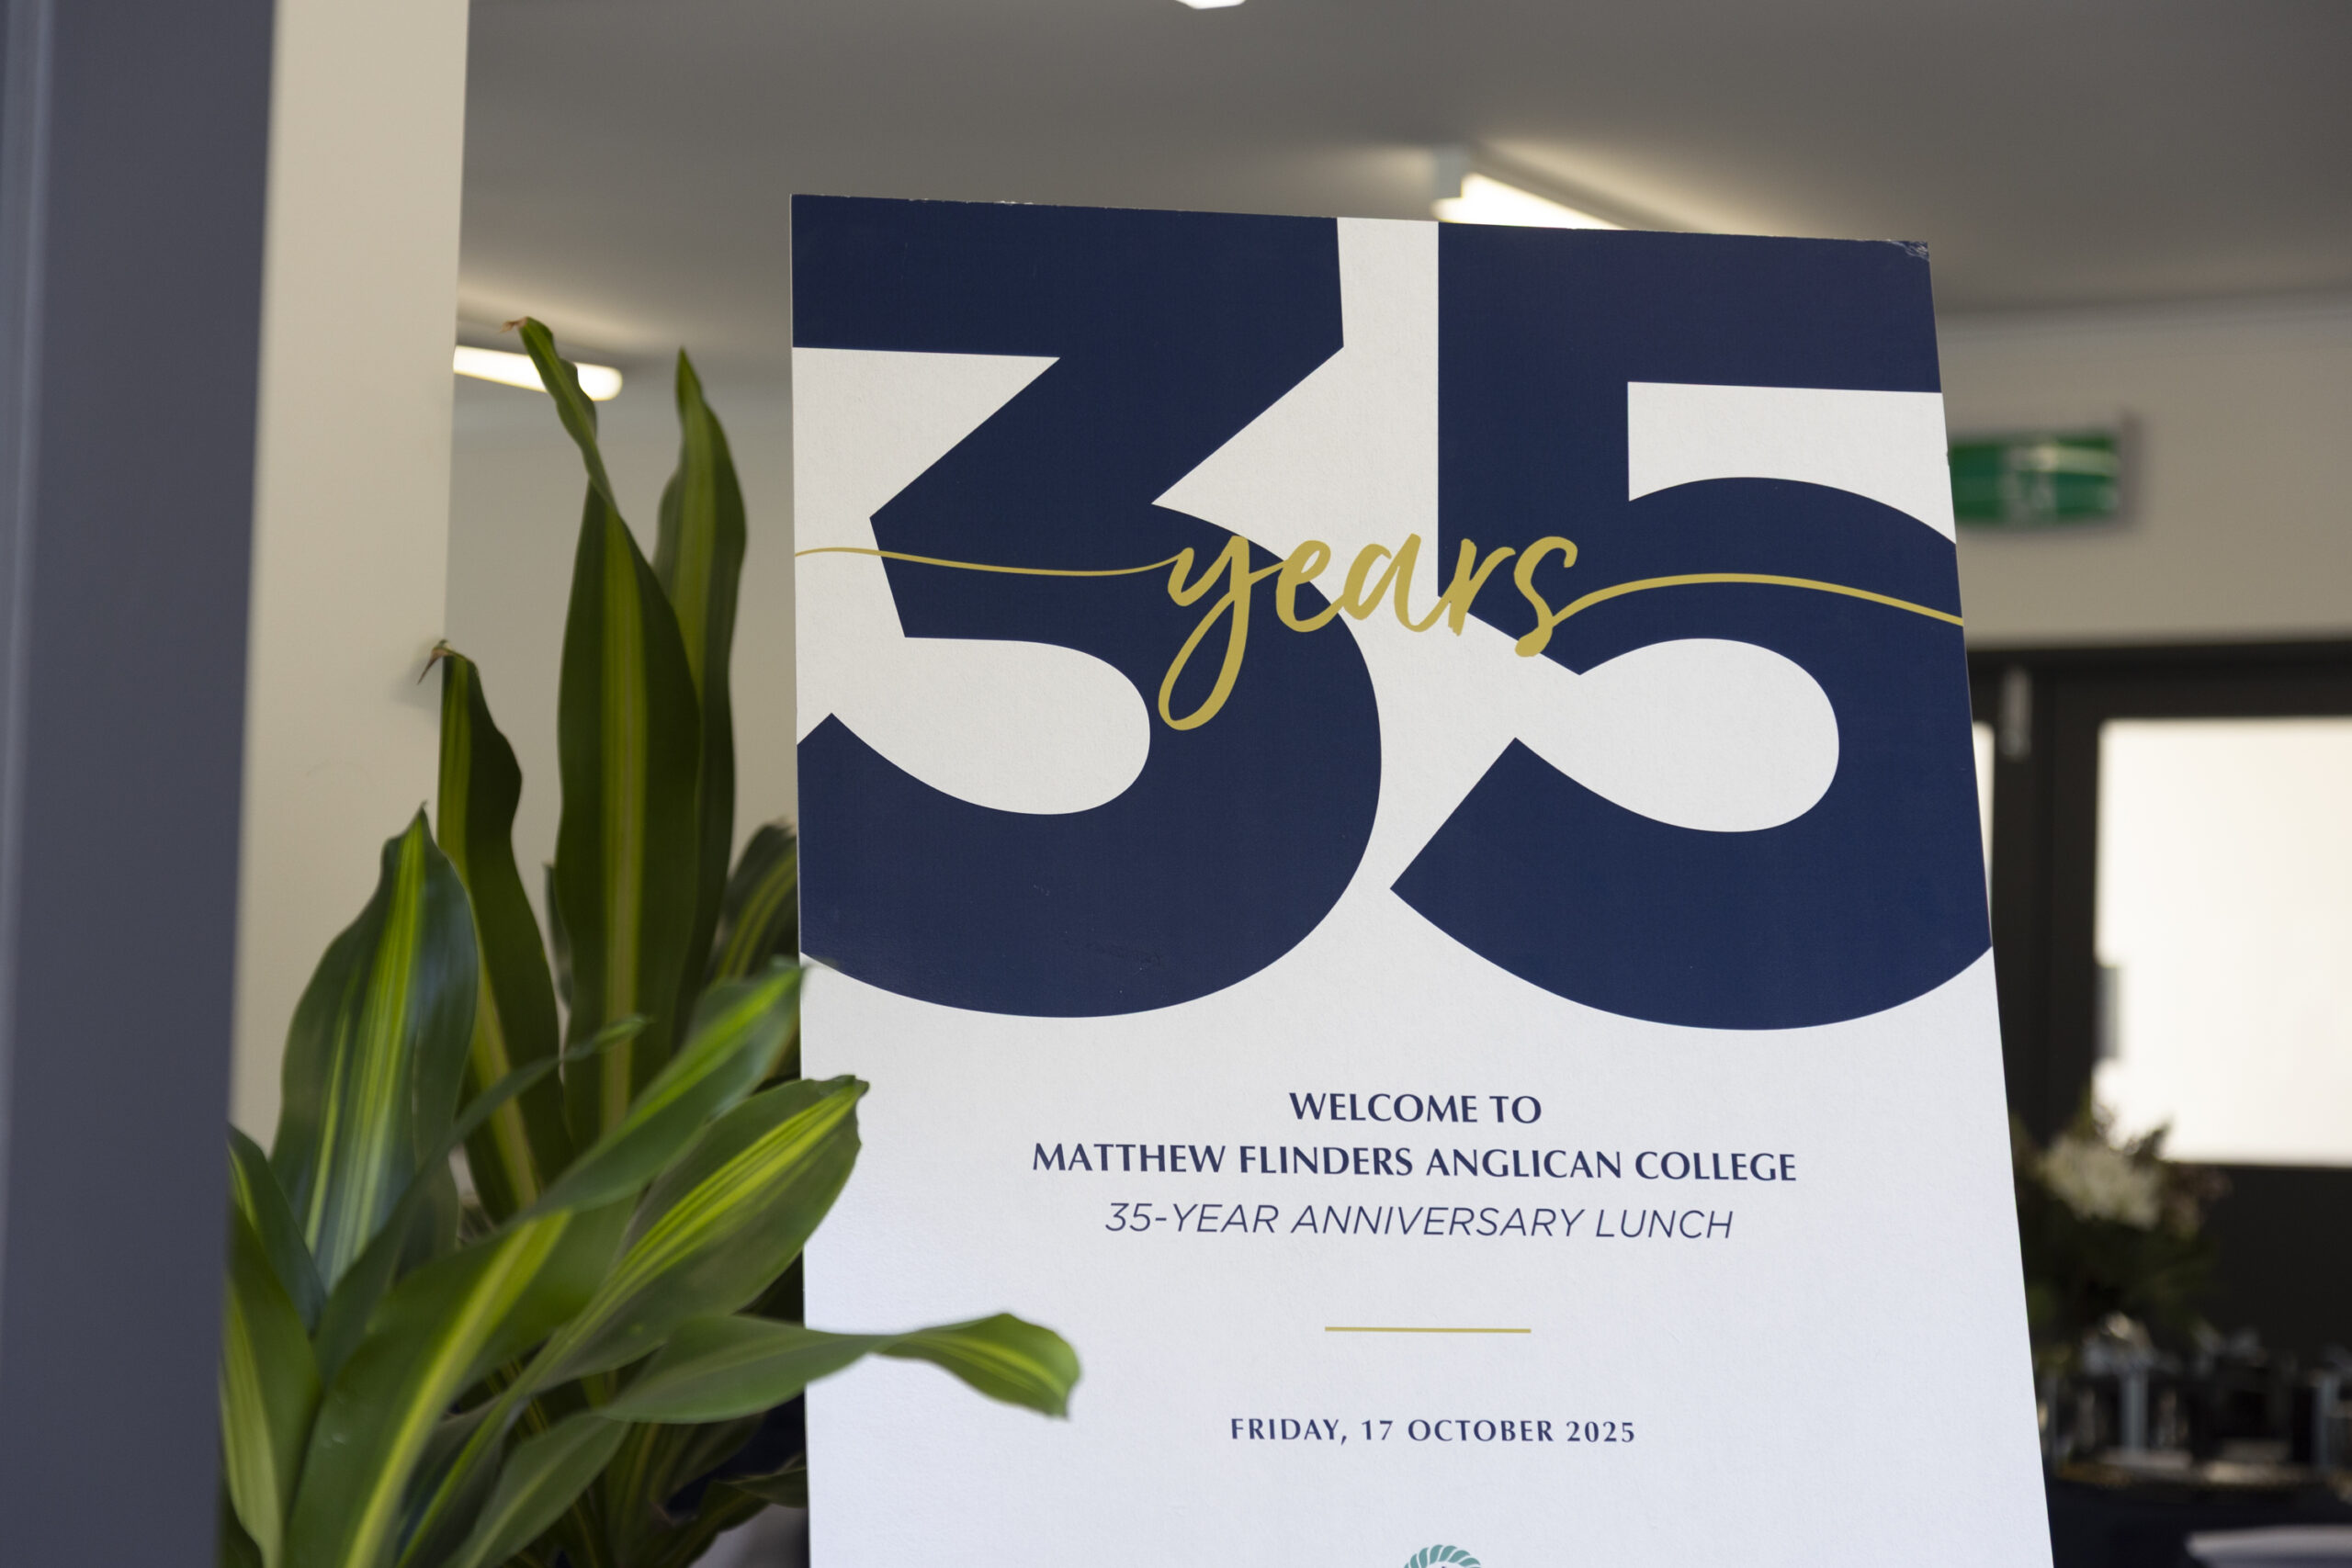 35
years
WELCOME TO
MATTHEW FLINDERS ANGLICAN COLLEGE
35-YEAR ANNIVERSARY LUNCH
FRIDAY, 17 OCTOBER 2025